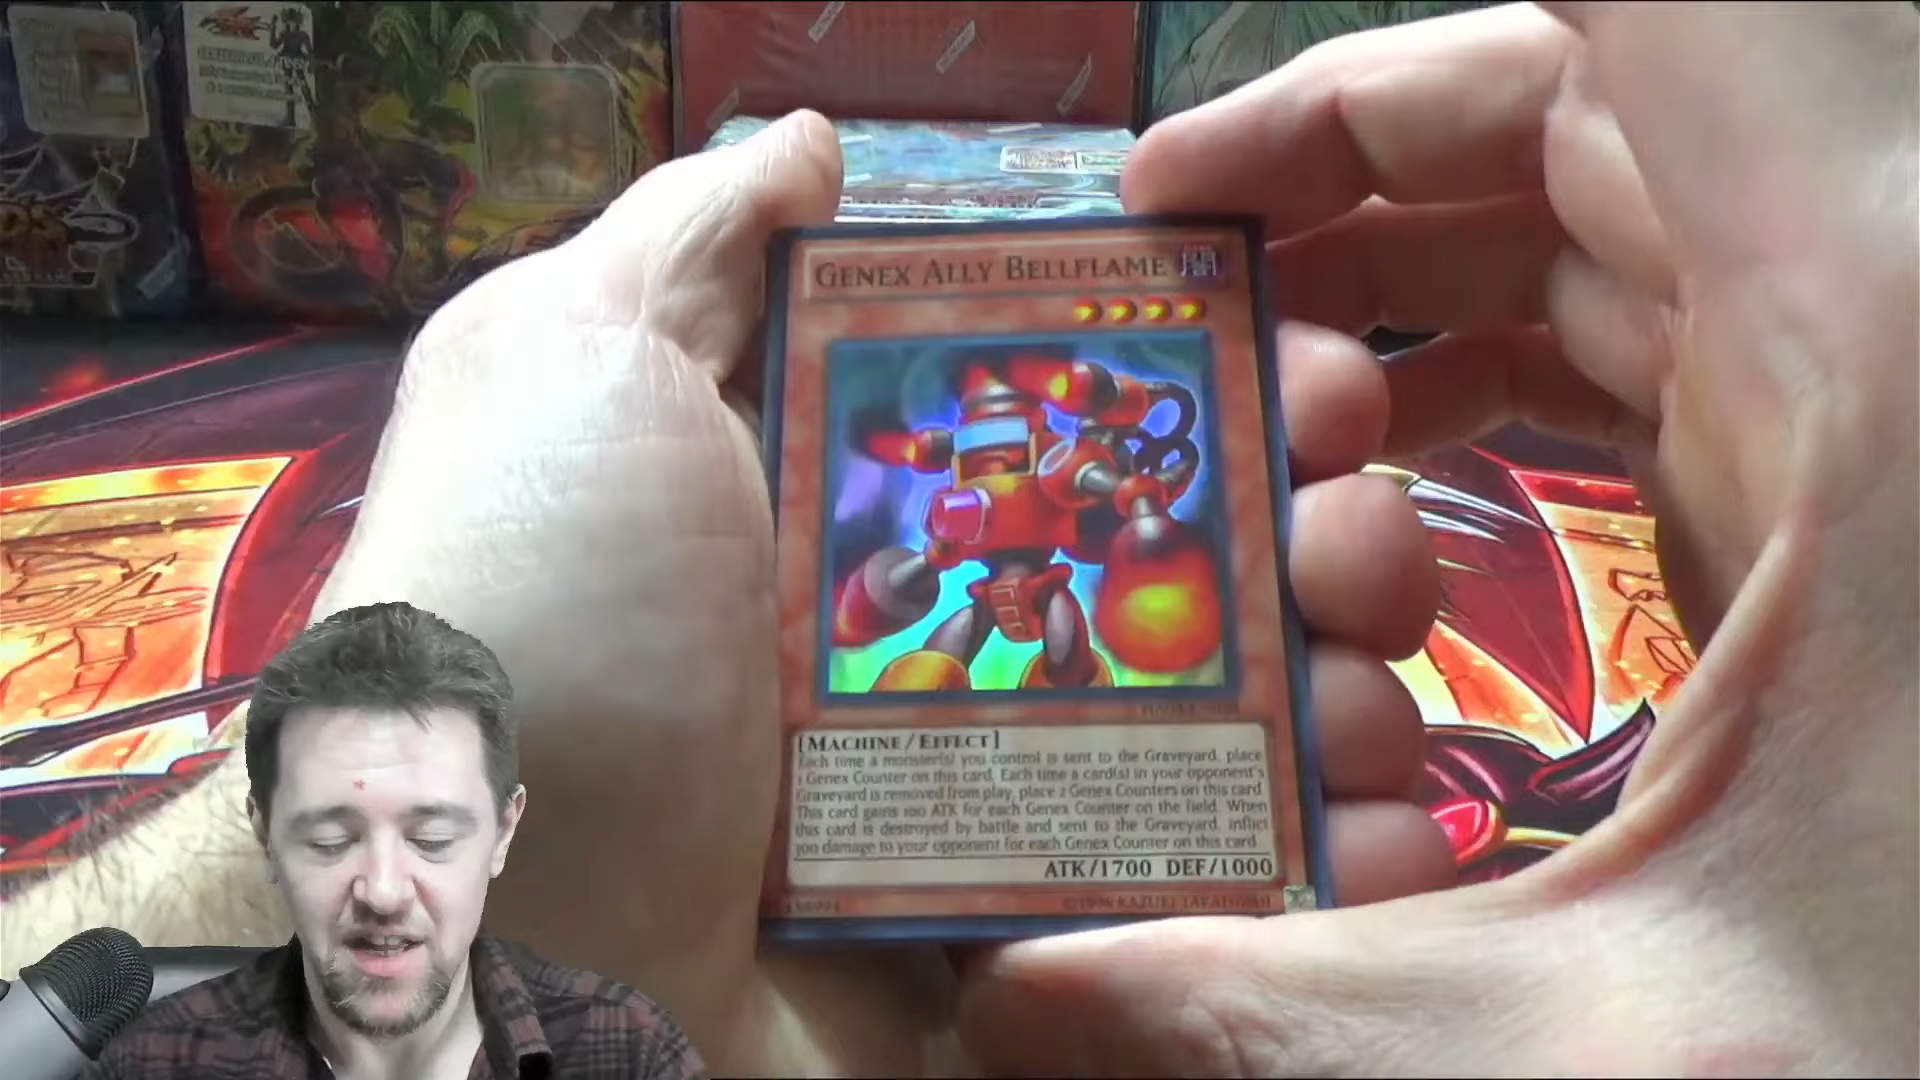 GENEX ALLY BELLFLAME
[MACHINE/EFFECT]
Each time a monster(s) you control is sent to the Graveyard, place
1 Genex Counter on this card. Each time a card(s) in your opponent's
Graveyard is removed from play, place 2 Genex Counters on this card.
This card gains 100 ATK for each Genex Counter on the field. When
this card is destroyed by battle and sent to the Graveyard, inflict
300 damage to your opponent for each Genex Counter on this card.
ATK/1700 DEF/1000
©1996 KAZUKI TAKAHASHI